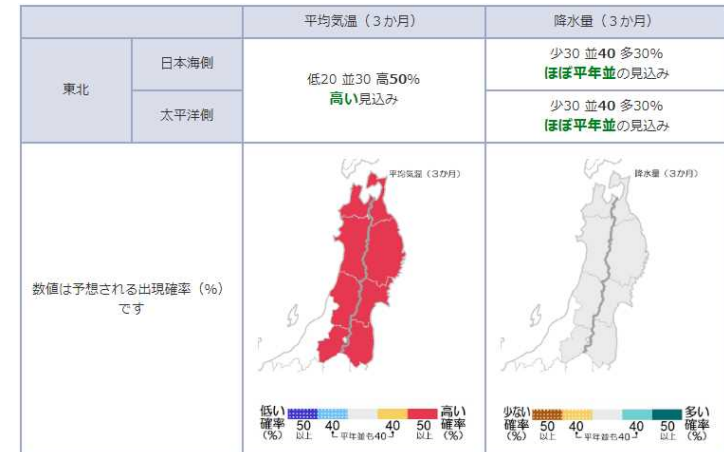 平均気温（３か月）
降水量（３か月）
東北
日本海側
低20 並30 高50%
高い見込み
少30 並40 多30%
ほぼ平年並の見込み
太平洋側
少30 並40 多30%
ほぼ平年並の見込み
数値は予想される出現確率（%）
です
平均気温（３か月）
降水量（３か月）
低い
確率
（%）
50
以上
40
平年並も40
40
50
以上
高い
確率
（%）
少ない
確率
（%）
50
以上
40
平年並も40
40
50
以上
多い
確率
（%）